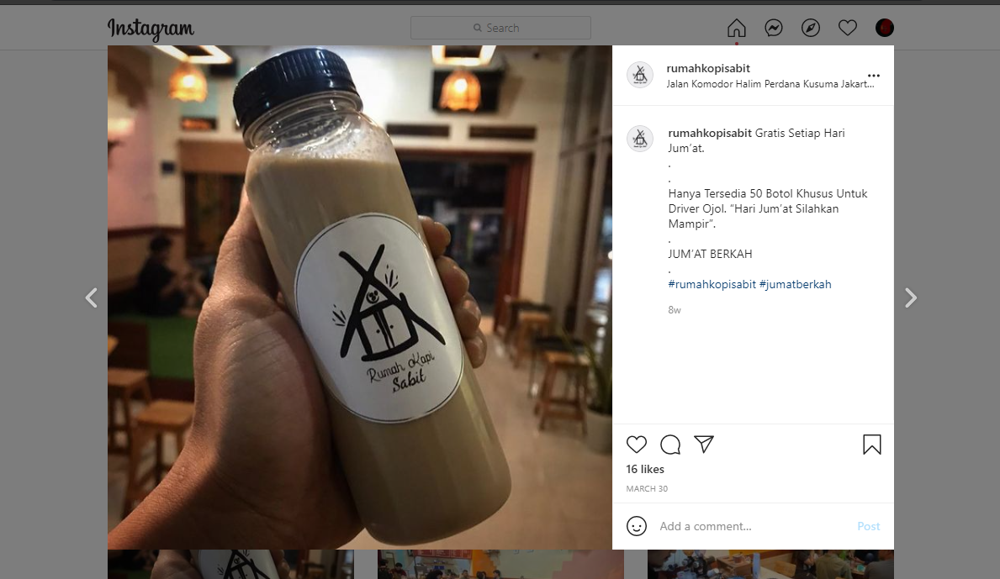 Instagram
Search
rumahkopisabit
Jalan Komodor Halim Perdana Kusuma Jakart...
rumahkopisabit Gratis Setiap Hari
Jum’at.
.
.
Hanya Tersedia 50 Botol Khusus Untuk
Driver Ojol. “Hari Jum’at Silahkan
Mampir”.
.
JUM’AT BERKAH
.
#rumahkopisabit #jumatberkah
8w
16 likes
MARCH 30
Add a comment...
Post
Rumah Kopi
Sabit